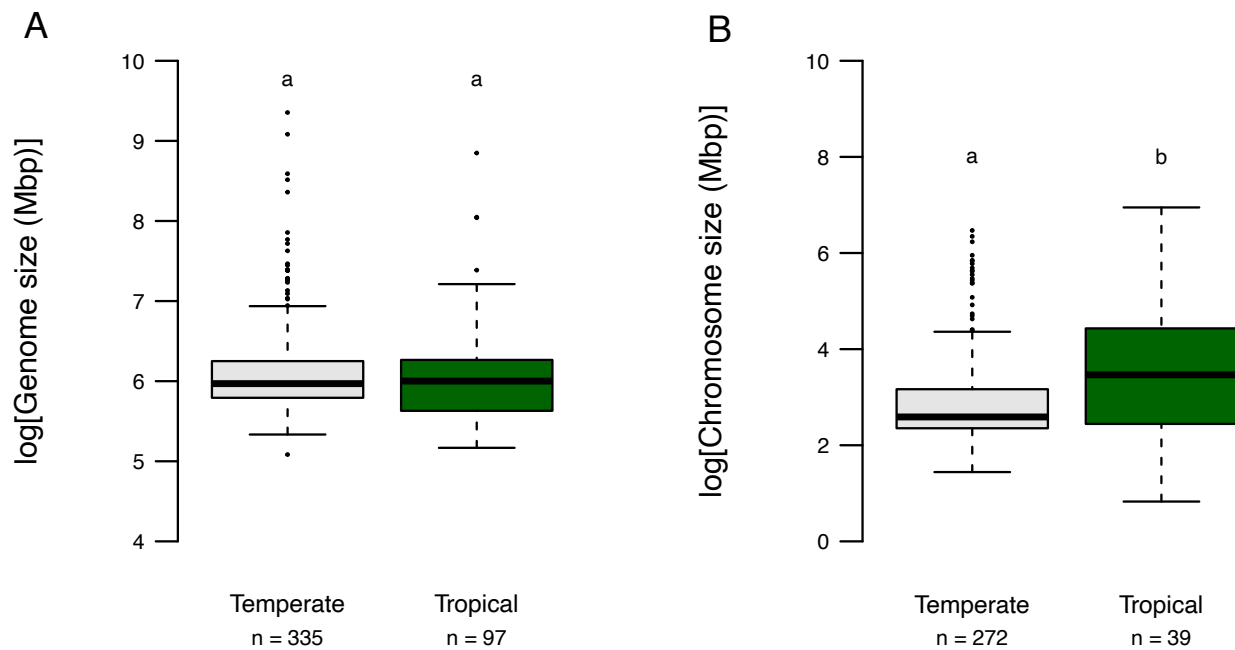 A
log[Genome size (Mbp)]
10
9
8
7
6
5
4
a
a
Temperate
Tropical
n = 335
n = 97
B
log[Chromosome size (Mbp)]
10
8
6
4
2
0
a
b
Temperate
Tropical
n = 272
n = 39